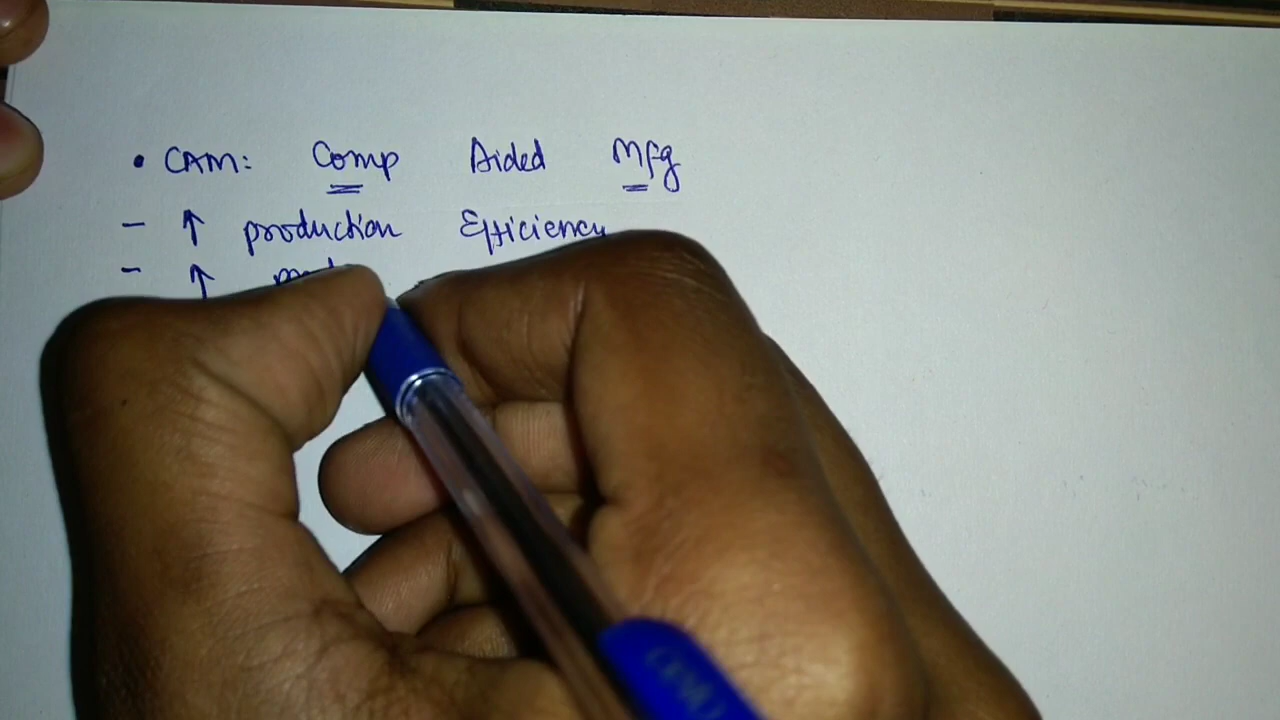 • CAM: Comp Aided Mfg
- ↑ production Efficiency
- ↑